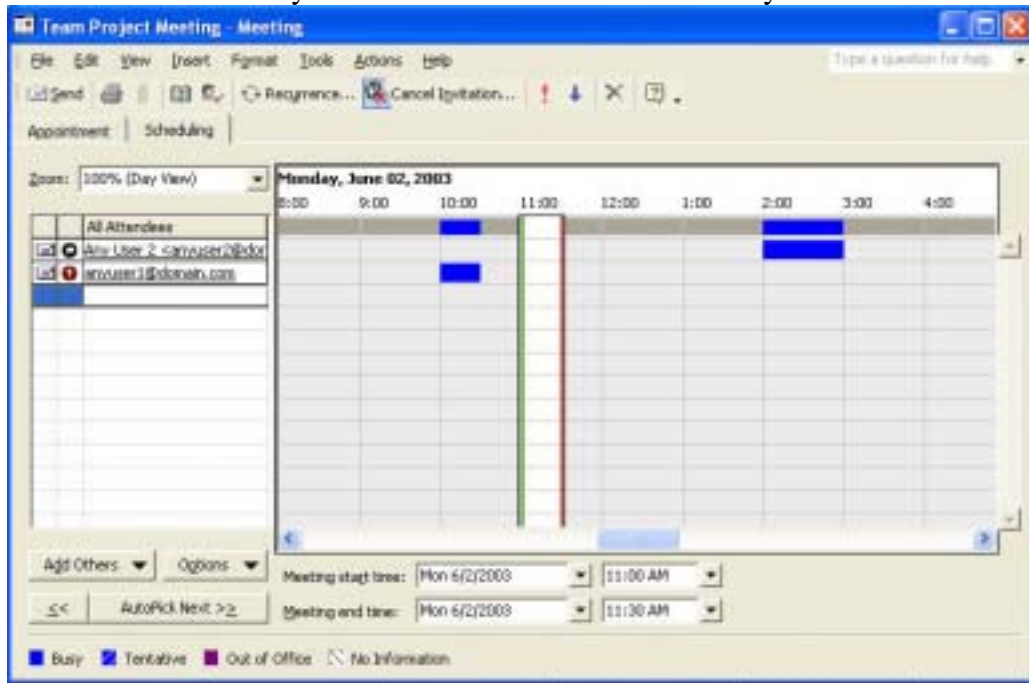 Team Project Meeting - Meeting
File Edit View Insert Format Tools Actions Help
Type a question for help
Send Recurrence... Cancel Invitation...
Appointment Scheduling
Zoom: 100% (Day View)
Monday, June 02, 2003
8:00 9:00 10:00 11:00 12:00 1:00 2:00 3:00 4:00
All Attendees
Any User 2 <anyuser2@dom
anyuser1@domain.com
Add Others Options
Meeting start time: Mon 6/2/2003 11:00 AM
<< AutoPick Next >>
Meeting end time: Mon 6/2/2003 11:30 AM
Busy Tentative Out of Office No Information